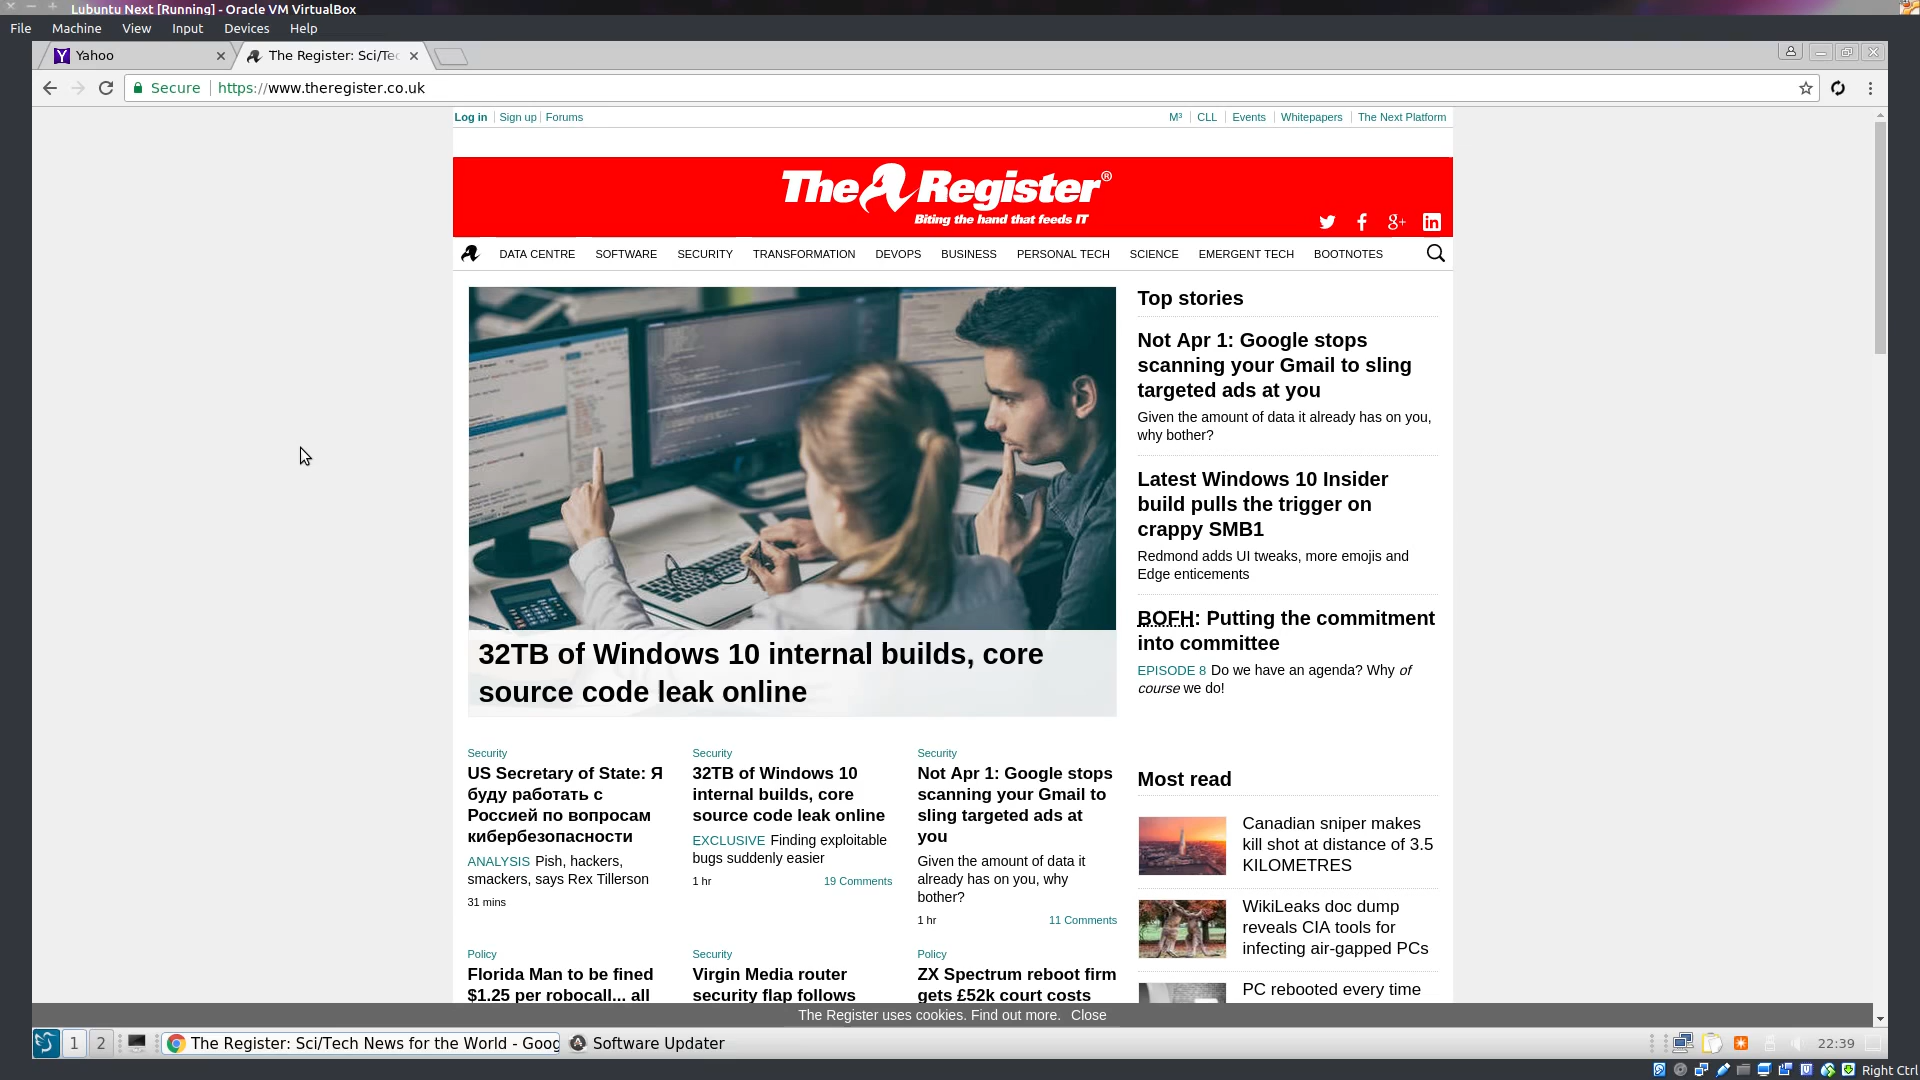 Lubuntu Next [Running] - Oracle VM VirtualBox
File Machine View Input Devices Help
Yahoo
The Register: Sci/Tec
Secure https://www.theregister.co.uk
Log in Sign up Forums
M³ CLL Events Whitepapers The Next Platform
The Register®
Biting the hand that feeds IT
DATA CENTRE SOFTWARE SECURITY TRANSFORMATION DEVOPS BUSINESS PERSONAL TECH SCIENCE EMERGENT TECH BOOTNOTES
32TB of Windows 10 internal builds, core
source code leak online
Top stories
Not Apr 1: Google stops
scanning your Gmail to sling
targeted ads at you
Given the amount of data it already has on you,
why bother?
Latest Windows 10 Insider
build pulls the trigger on
crappy SMB1
Redmond adds UI tweaks, more emojis and
Edge enticements
BOFH: Putting the commitment
into committee
EPISODE 8 Do we have an agenda? Why of
course we do!
Security
US Secretary of State: Я
буду работать с
Россией по вопросам
кибербезопасности
ANALYSIS Pish, hackers,
smackers, says Rex Tillerson
31 mins
Security
32TB of Windows 10
internal builds, core
source code leak online
EXCLUSIVE Finding exploitable
bugs suddenly easier
1 hr 19 Comments
Security
Not Apr 1: Google stops
scanning your Gmail to
sling targeted ads at
you
Given the amount of data it
already has on you, why
bother?
1 hr 11 Comments
Most read
Canadian sniper makes
kill shot at distance of 3.5
KILOMETRES
WikiLeaks doc dump
reveals CIA tools for
infecting air-gapped PCs
PC rebooted every time
Policy
Florida Man to be fined
$1.25 per robocall... all
Security
Virgin Media router
security flap follows
Policy
ZX Spectrum reboot firm
gets £52k court costs
The Register uses cookies. Find out more. Close
1 2 The Register: Sci/Tech News for the World - Goog Software Updater 22:39
Right Ctrl